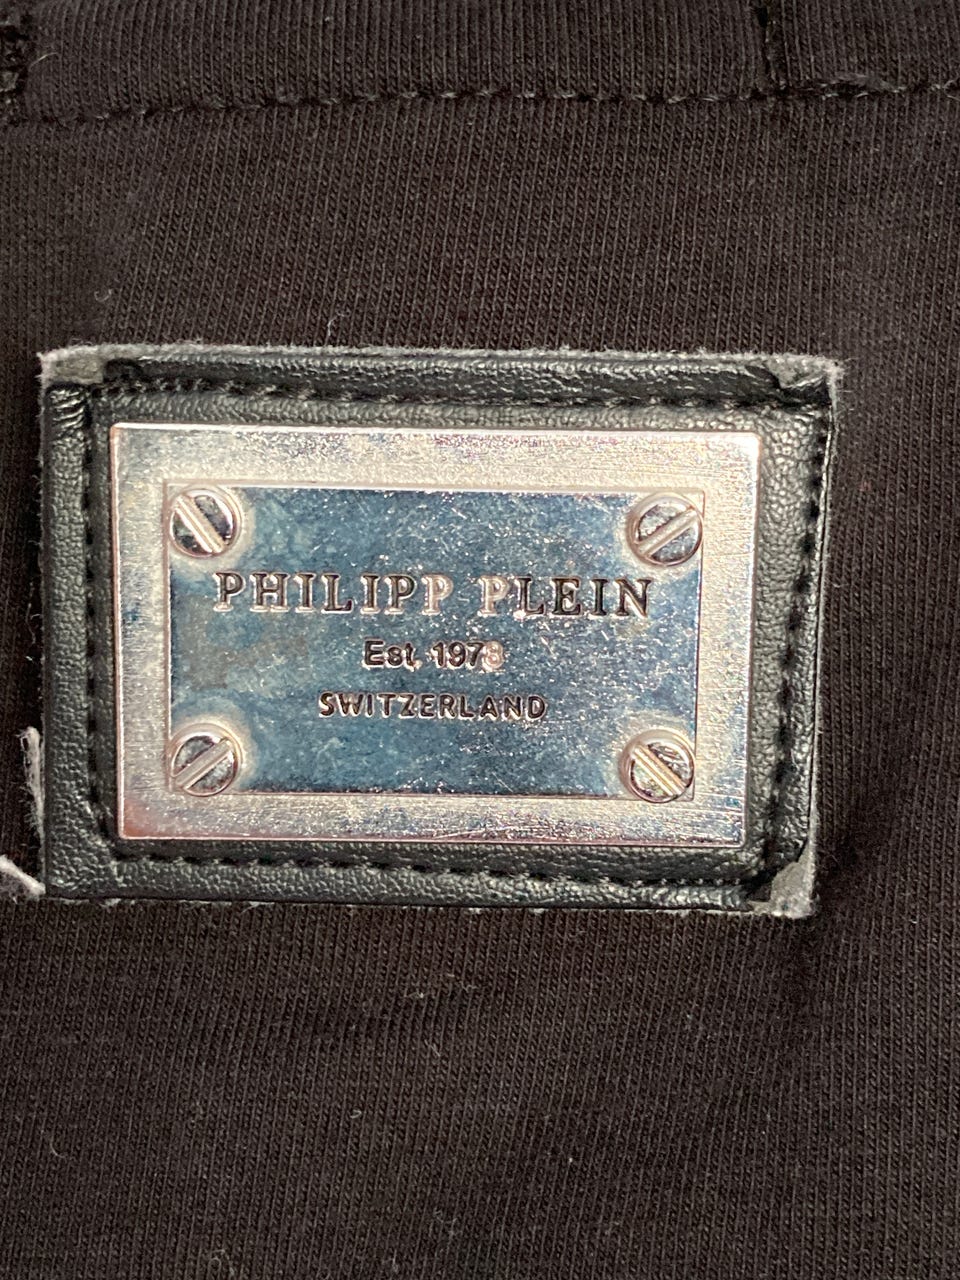 PHILIPP PLEIN
Est. 1978
SWITZERLAND